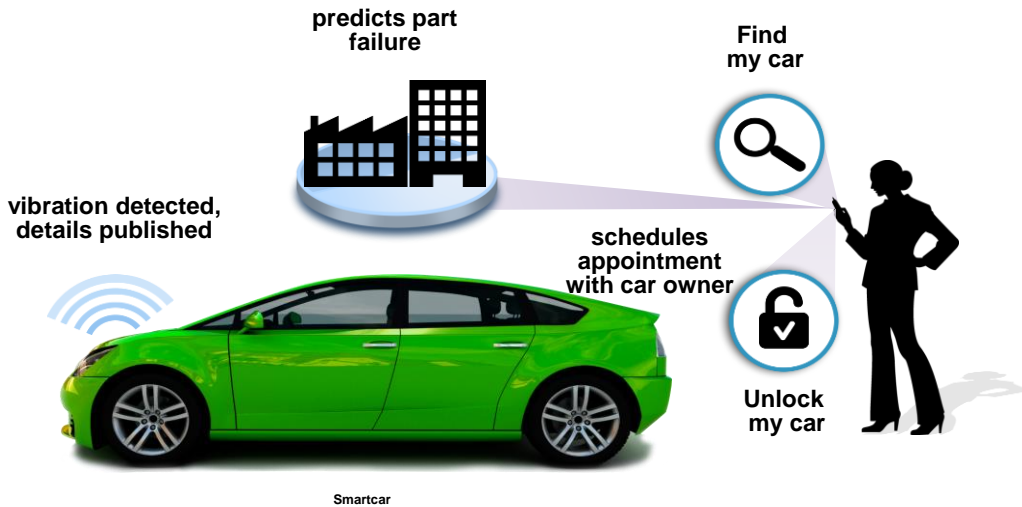 predicts part
failure
Find
my car
vibration detected,
details published
schedules
appointment
with car owner
Unlock
my car
Smartcar